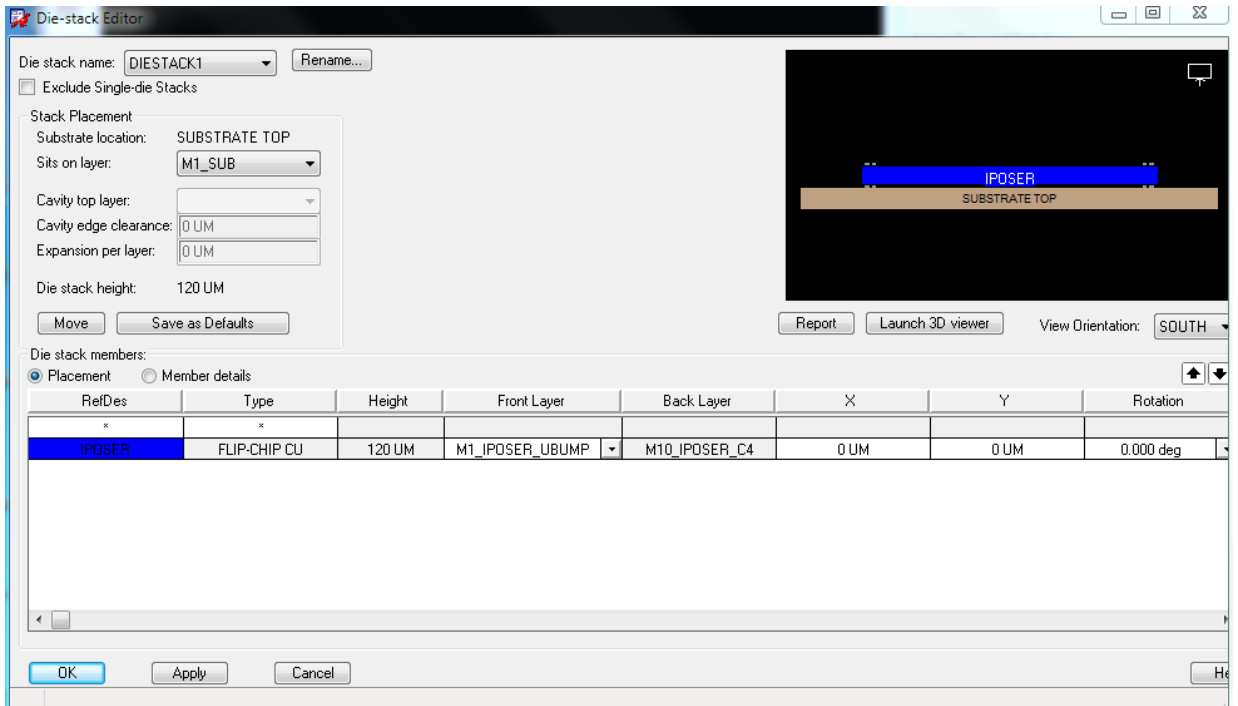 Die-stack Editor
Die stack name: DIESTACK1 Rename...
Exclude Single-die Stacks
Stack Placement
Substrate location: SUBSTRATE TOP
Sits on layer: M1_SUB
Cavity top layer:
Cavity edge clearance: 0 UM
Expansion per layer: 0 UM
Die stack height: 120 UM
Move Save as Defaults
IPOSER
SUBSTRATE TOP
Report Launch 3D viewer View Orientation: SOUTH
Die stack members:
Placement Member details
RefDes Type Height Front Layer Back Layer X Y Rotation
* *
IPOSER FLIP-CHIP CU 120 UM M1_IPOSER_UBUMP M10_IPOSER_C4 0 UM 0 UM 0.000 deg
OK Apply Cancel He